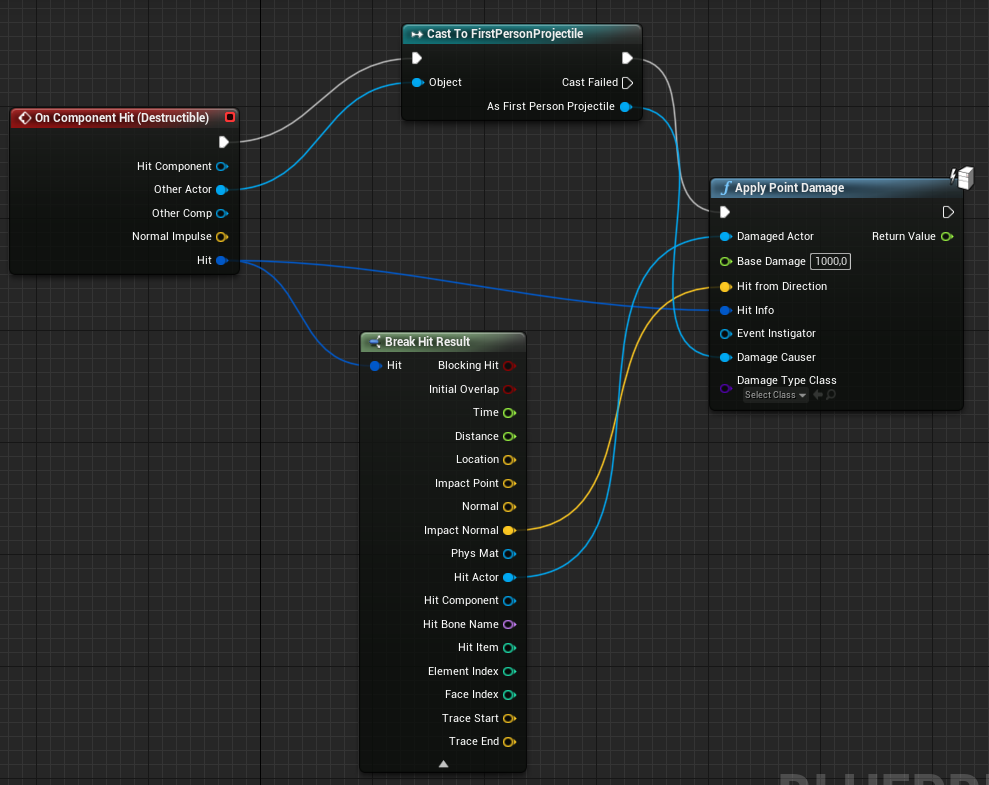 Cast To FirstPersonProjectile
Object
Cast Failed
As First Person Projectile
On Component Hit (Destructible)
Hit Component
Other Actor
Other Comp
Normal Impulse
Hit
Apply Point Damage
Damaged Actor
Return Value
Base Damage 1000,0
Hit from Direction
Hit Info
Event Instigator
Damage Causer
Damage Type Class
Select Class
Break Hit Result
Hit
Blocking Hit
Initial Overlap
Time
Distance
Location
Impact Point
Normal
Impact Normal
Phys Mat
Hit Actor
Hit Component
Hit Bone Name
Hit Item
Element Index
Face Index
Trace Start
Trace End